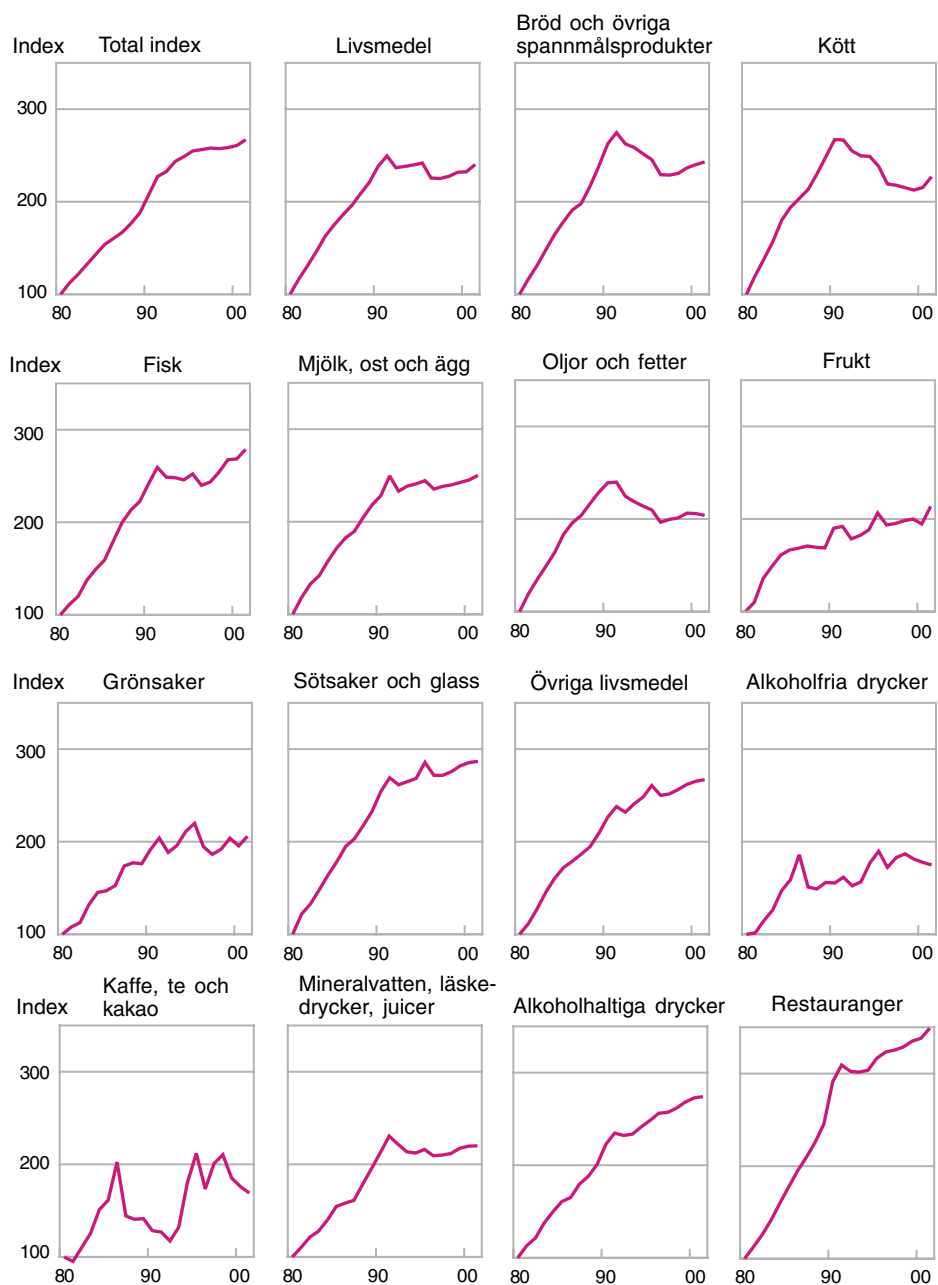 Index Total index Livsmedel Bröd och övriga
spannmålsprodukter Kött
300
200
100
80 90 00 80 90 00 80 90 00 80 90 00
Index Fisk Mjölk, ost och ägg Oljor och fetter Frukt
300
200
100
80 90 00 80 90 00 80 90 00 80 90 00
Index Grönsaker Sötsaker och glass Övriga livsmedel Alkoholfria drycker
300
200
100
80 90 00 80 90 00 80 90 00 80 90 00
Index Kaffe, te och
kakao Mineralvatten, läske-
drycker, juicer Alkoholhaltiga drycker Restauranger
300
200
100
80 90 00 80 90 00 80 90 00 80 90 00